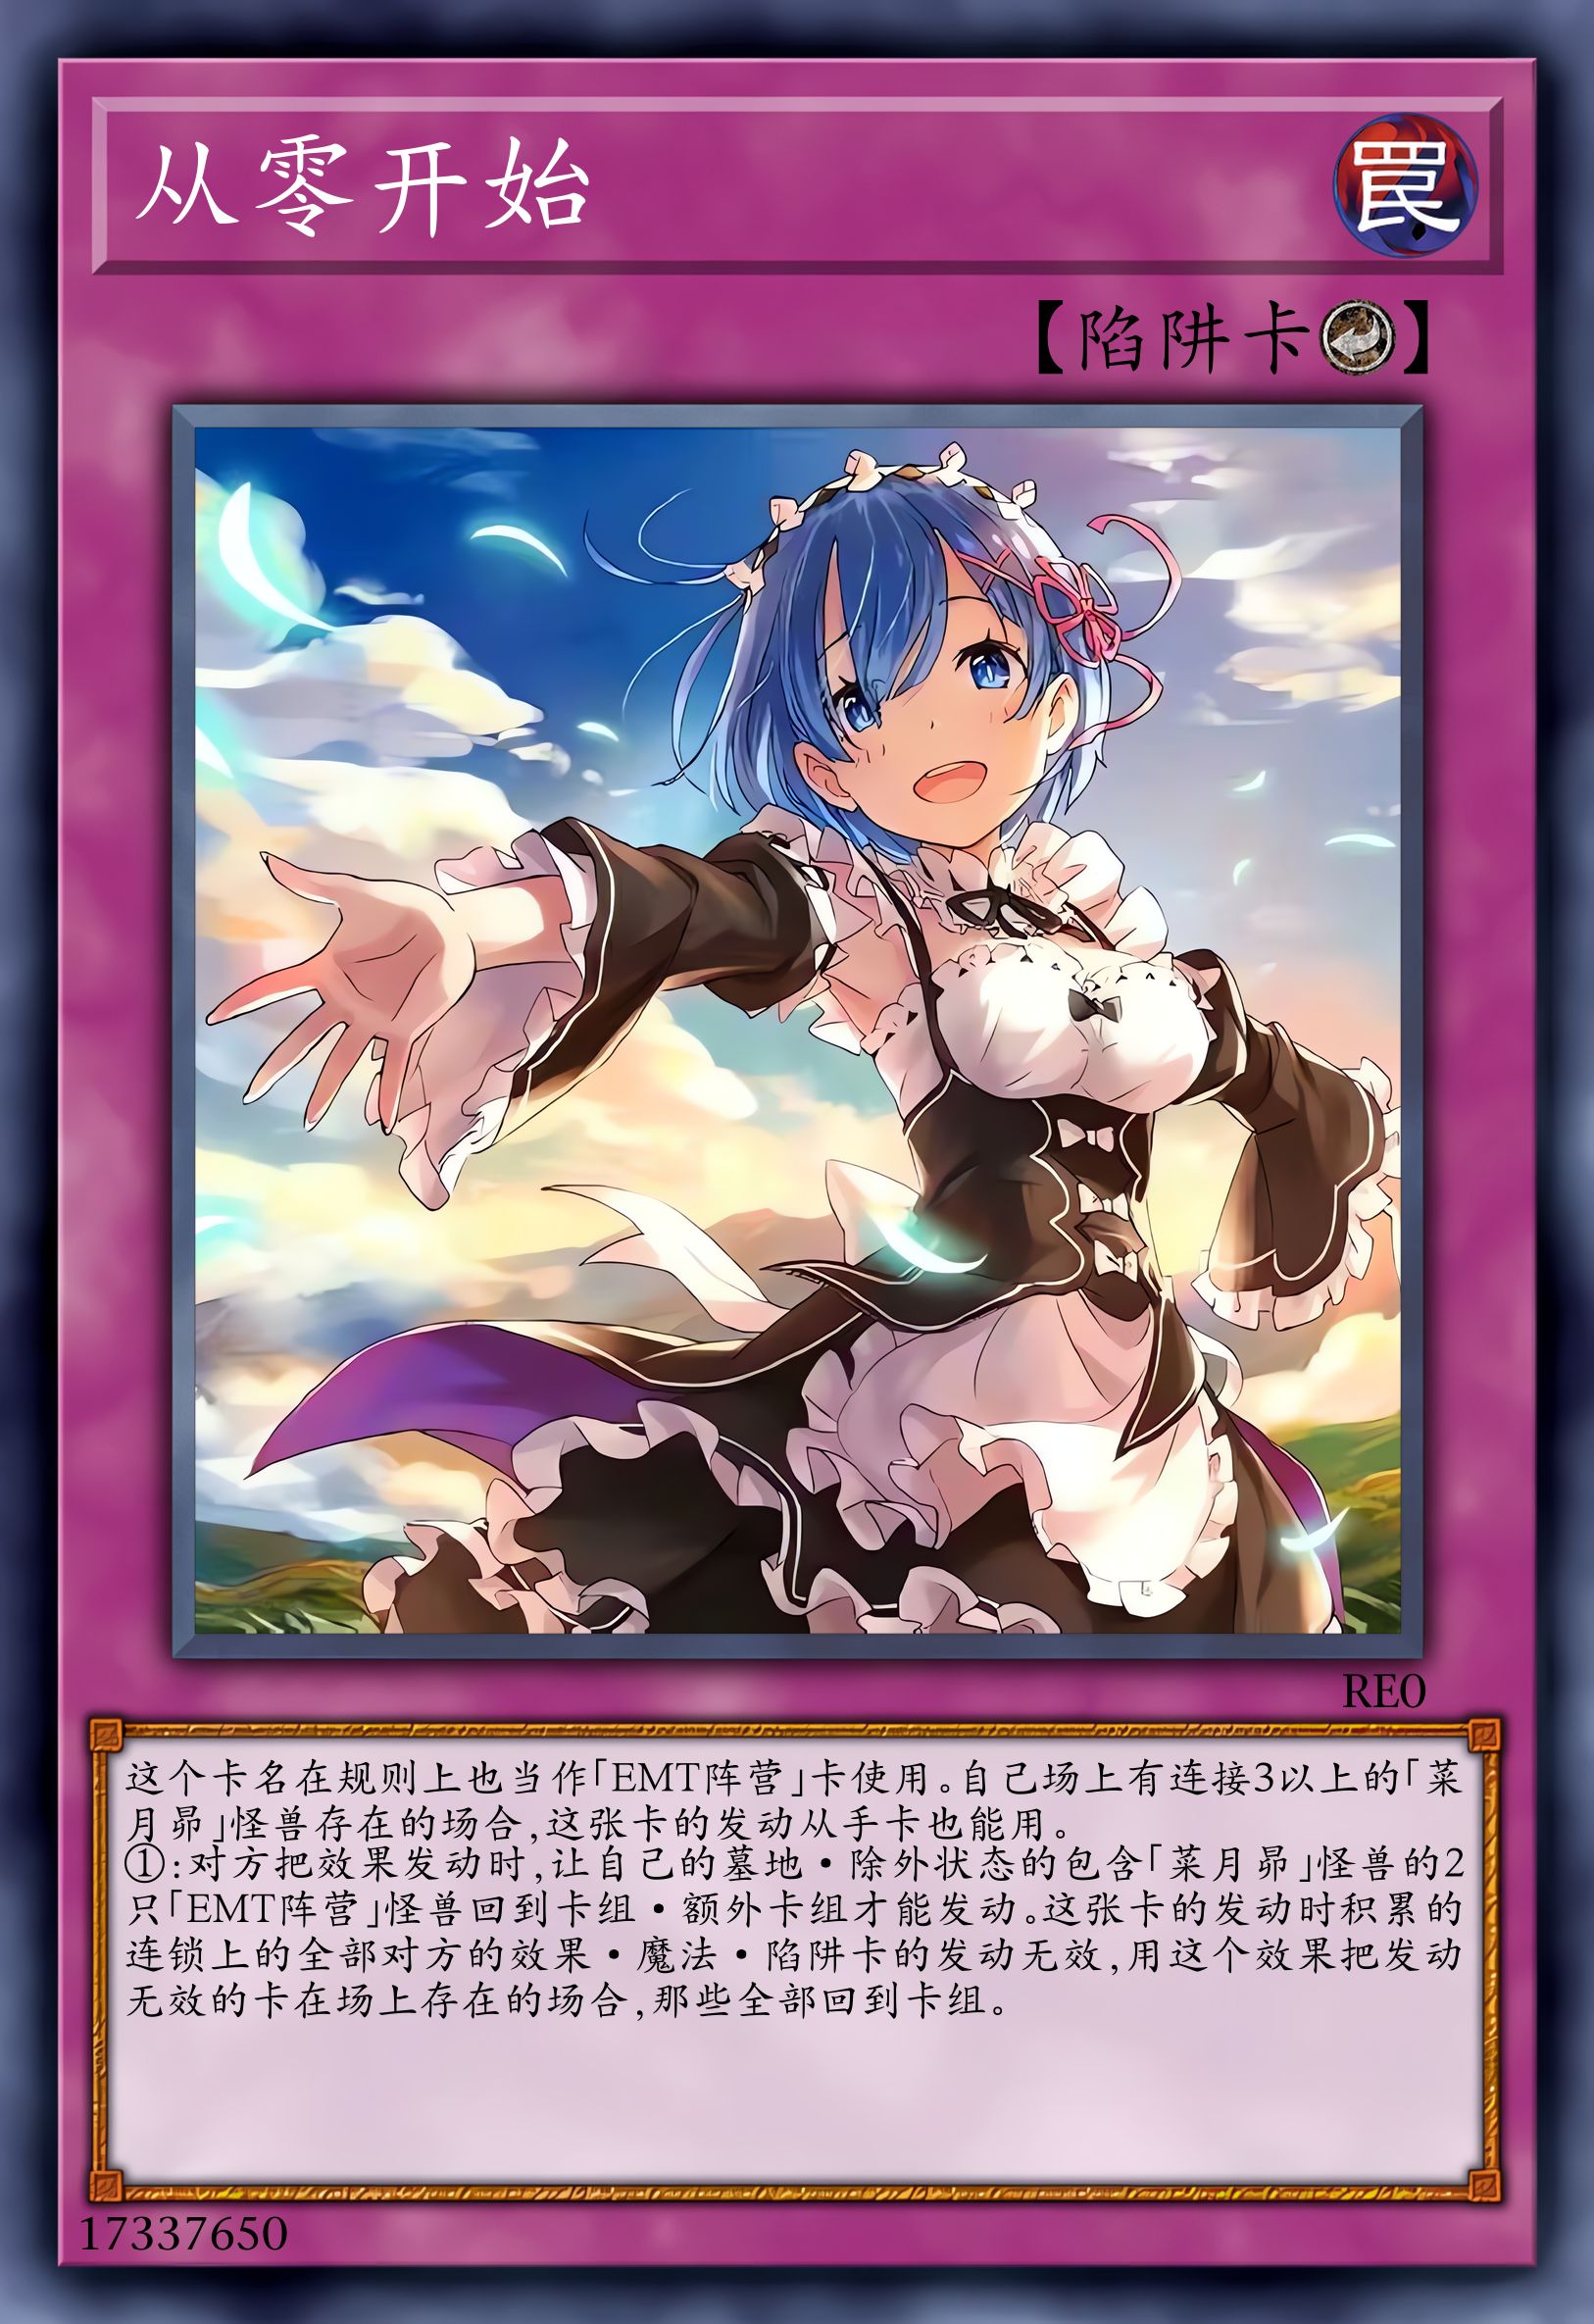 从零开始
罠
【陷阱卡】
RE0
这个卡名在规则上也当作「EMT阵营」卡使用。自己场上有连接3以上的「菜
月昴」怪兽存在的场合,这张卡的发动从手卡也能用。
①:对方把效果发动时,让自己的墓地·除外状态的包含「菜月昴」怪兽的2
只「EMT阵营」怪兽回到卡组·额外卡组才能发动。这张卡的发动时积累的
连锁上的全部对方的效果·魔法·陷阱卡的发动无效,用这个效果把发动
无效的卡在场上存在的场合,那些全部回到卡组。
17337650